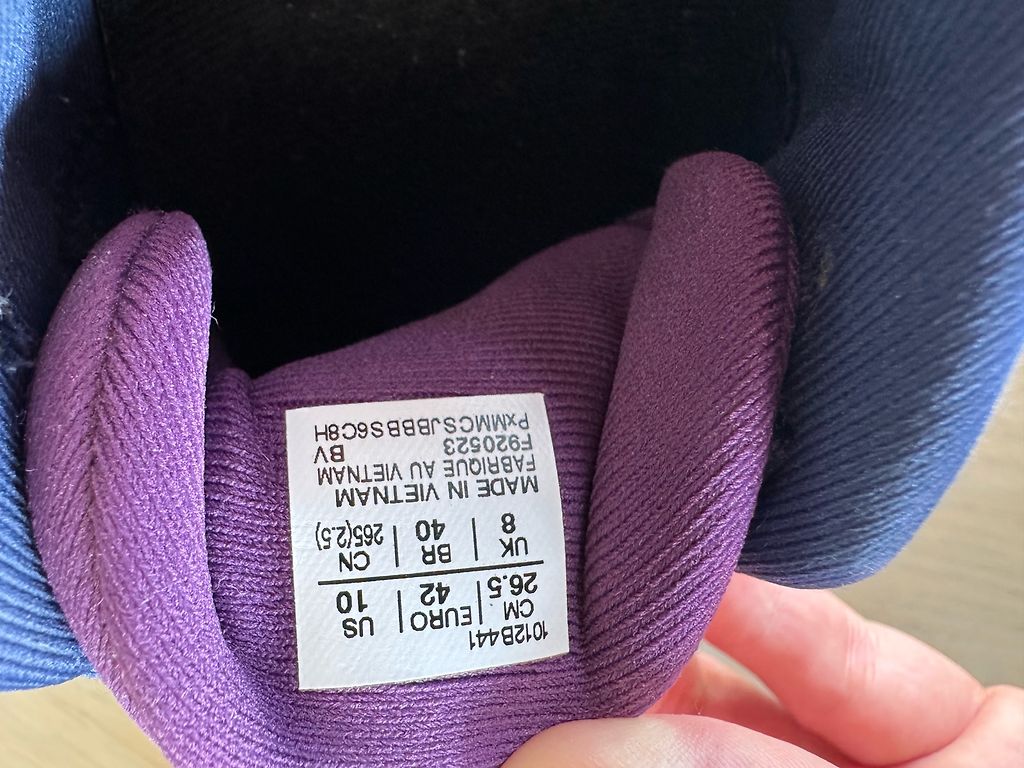 1012B441
CM | EURO | US
26.5 | 42 | 10
UK | BR | CN
8 | 40 | 265(2.5)
MADE IN VIETNAM
FABRIQUE AU VIETNAM
F920523 BV
PxMMCSJBBBS6C8H